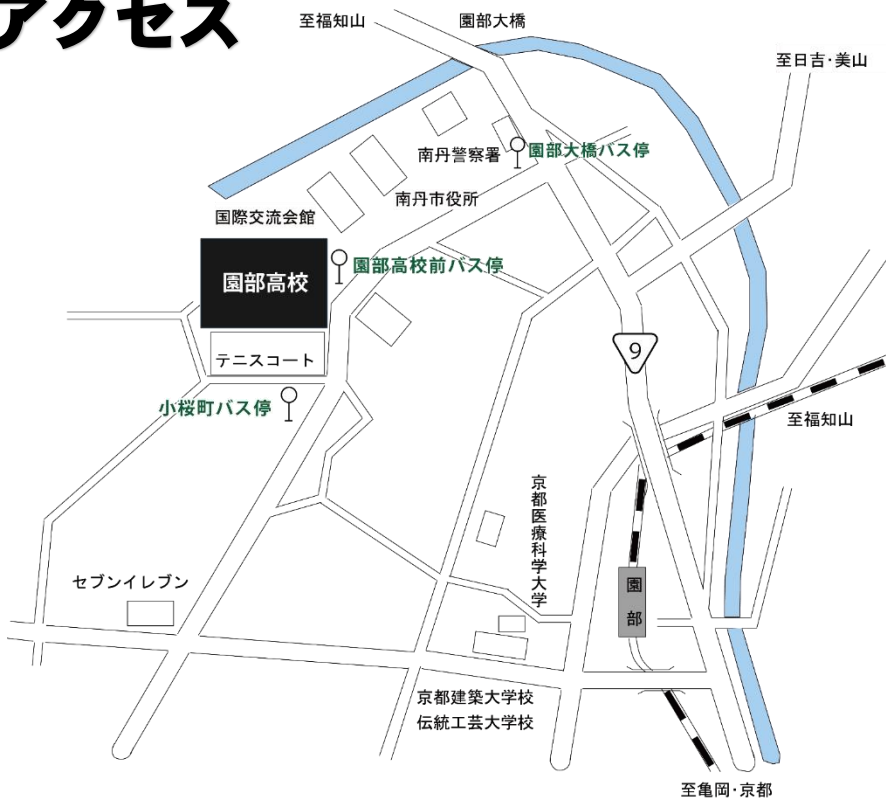 アクセス
至福知山
園部大橋
至日吉·美山
南丹警察署
園部大橋バス停
南丹市役所
国際交流会館
園部高校
園部高校前バス停
テニスコート
9
小桜町バス停
至福知山
京都医療科学大学
セブンイレブン
園部
京都建築大学校
伝統工芸大学校
至亀岡·京都